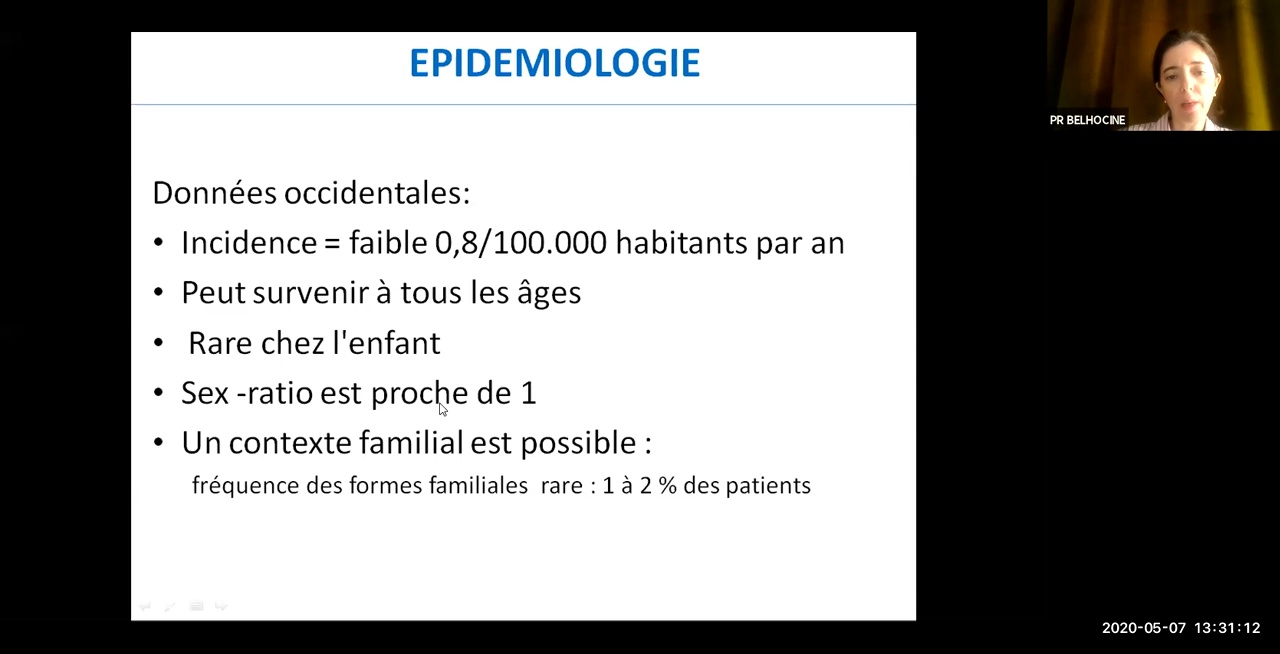 EPIDEMIOLOGIE
PR BELHOCINE
Données occidentales:
• Incidence = faible 0,8/100.000 habitants par an
• Peut survenir à tous les âges
• Rare chez l'enfant
• Sex -ratio est proche de 1
• Un contexte familial est possible :
fréquence des formes familiales rare : 1 à 2 % des patients
2020-05-07 13:31:12